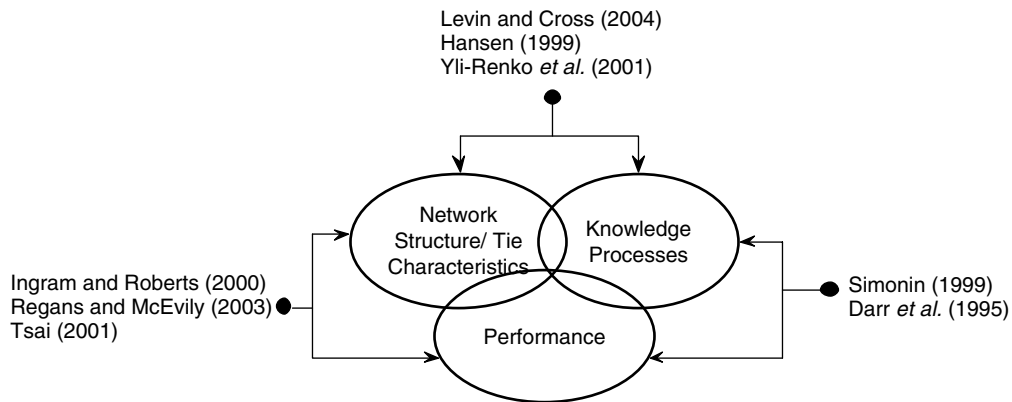 Levin and Cross (2004)
Hansen (1999)
Yli-Renko et al. (2001)
Network
Structure/ Tie
Characteristics
Knowledge
Processes
Ingram and Roberts (2000)
Regans and McEvily (2003)
Tsai (2001)
Simonin (1999)
Darr et al. (1995)
Performance